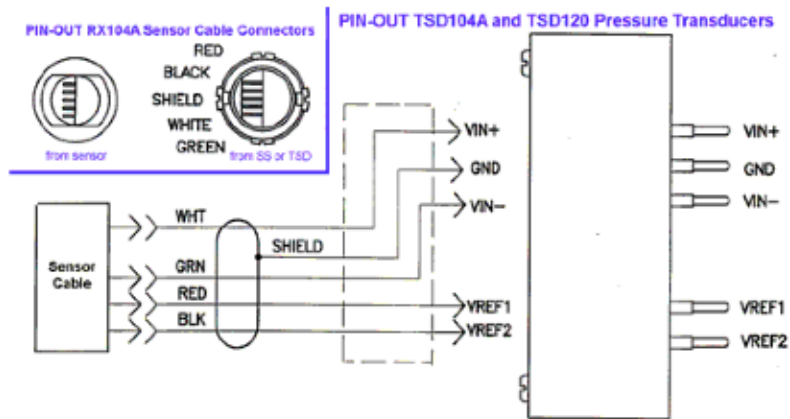 PIN-OUT RX104A Sensor Cable Connectors
RED
BLACK
SHIELD
WHITE
GREEN
from sensor
from SS or TSD
PIN-OUT TSD104A and TSD120 Pressure Transducers
Sensor
Cable
WHT
SHIELD
GRN
RED
BLK
VIN+
GND
VIN-
VREF1
VREF2
VIN+
GND
VIN-
VREF1
VREF2